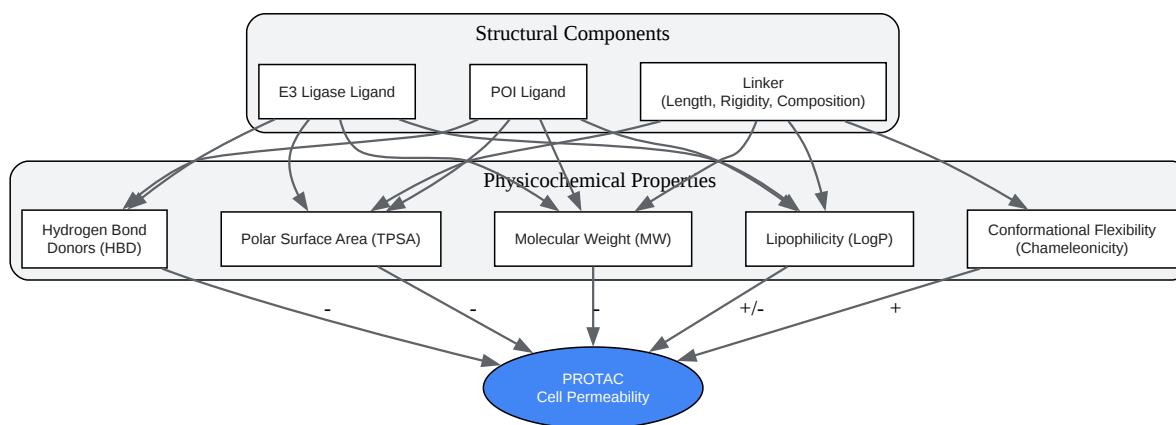 Structural Components
E3 Ligase Ligand
POI Ligand
Linker
(Length, Rigidity, Composition)
Physicochemical Properties
Hydrogen Bond
Donors (HBD)
Polar Surface Area (TPSA)
Molecular Weight (MW)
Lipophilicity (LogP)
Conformational Flexibility
(Chameleonicity)
-
-
-
+/-
+
PROTAC
Cell Permeability